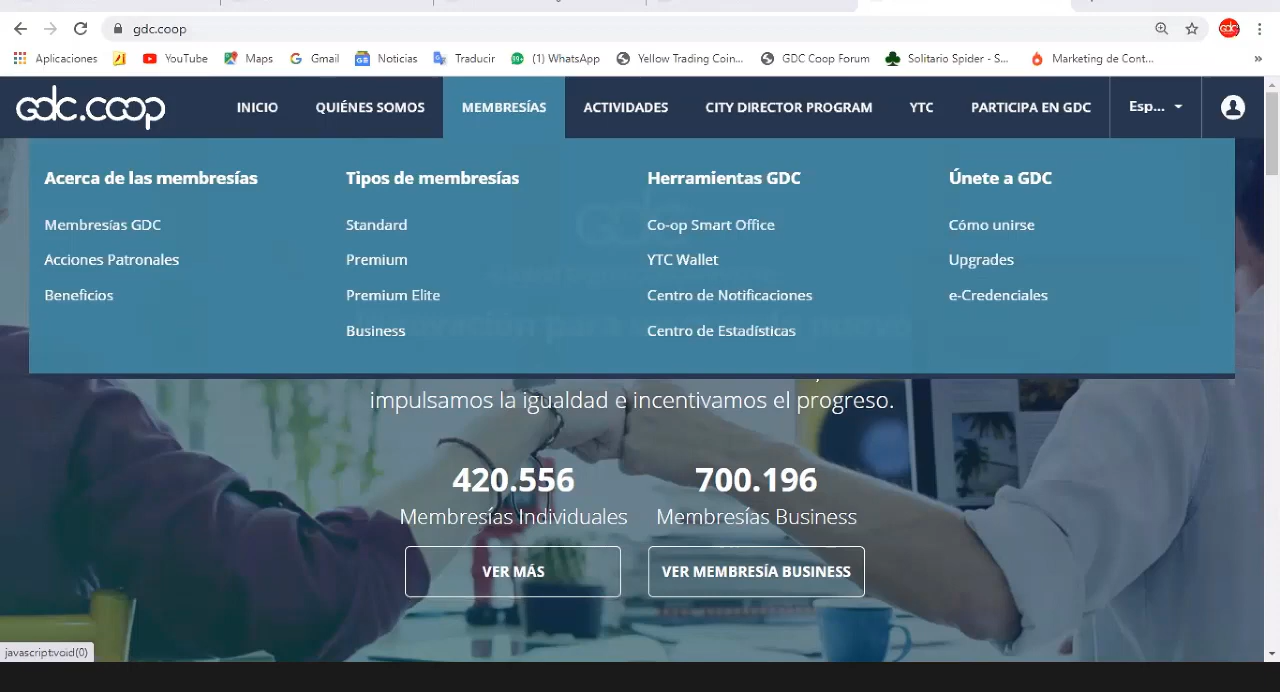 gdc.coop
Aplicaciones YouTube Maps Gmail Noticias Traducir (1) WhatsApp Yellow Trading Coin... GDC Coop Forum Solitario Spider - S... Marketing de Cont... »
gdc.coop INICIO QUIÉNES SOMOS MEMBRESÍAS ACTIVIDADES CITY DIRECTOR PROGRAM YTC PARTICIPA EN GDC Esp...
Acerca de las membresías
Membresías GDC
Acciones Patronales
Beneficios
Tipos de membresías
Standard
Premium
Premium Elite
Business
Herramientas GDC
Co-op Smart Office
YTC Wallet
Centro de Notificaciones
Centro de Estadísticas
Únete a GDC
Cómo unirse
Upgrades
e-Credenciales
impulsamos la igualdad e incentivamos el progreso.
420.556 700.196
Membresías Individuales Membresías Business
VER MÁS VER MEMBRESÍA BUSINESS
javascript:void(0)